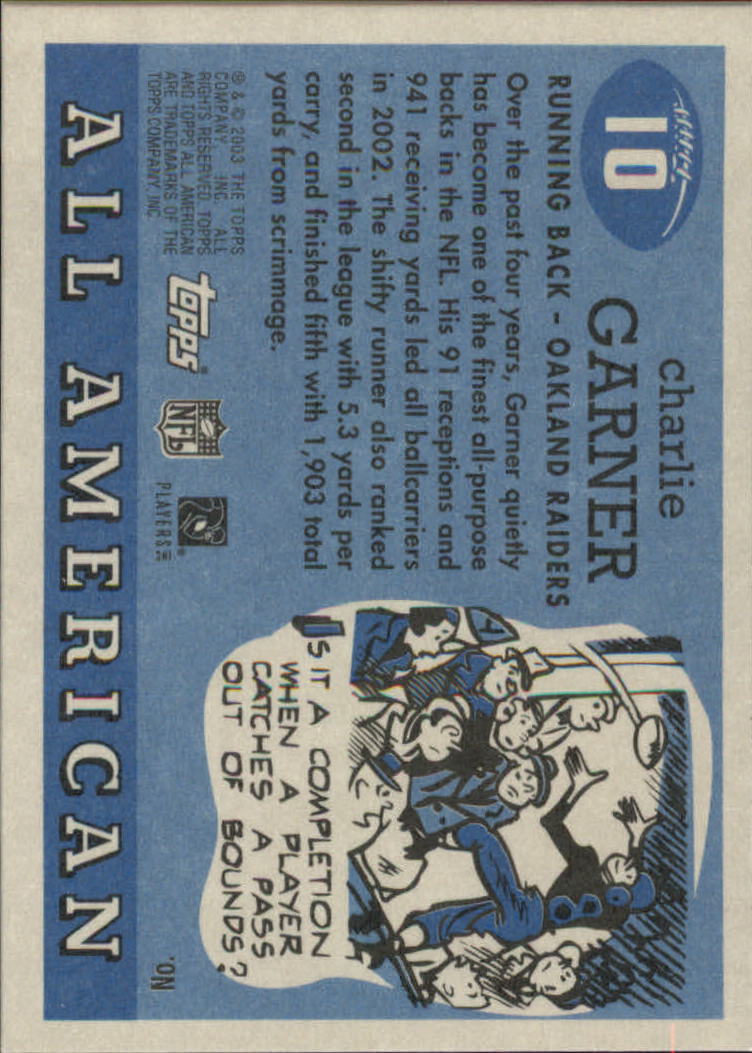 10
charlie
GARNER
RUNNING BACK - OAKLAND RAIDERS
Over the past four years, Garner quietly
has become one of the finest all-purpose
backs in the NFL. His 91 receptions and
941 receiving yards led all ballcarriers
in 2002. The shifty runner also ranked
second in the league with 5.3 yards per
carry, and finished fifth with 1,903 total
yards from scrimmage.
® & © 2003 THE TOPPS
COMPANY, INC. ALL
RIGHTS RESERVED. TOPPS
AND TOPPS ALL AMERICAN
ARE TRADEMARKS OF THE
TOPPS COMPANY, INC.
topps®
NFL
PLAYERS INC
IS IT A COMPLETION
WHEN A PLAYER
CATCHES A PASS
OUT OF BOUNDS?
NO.
ALL AMERICAN